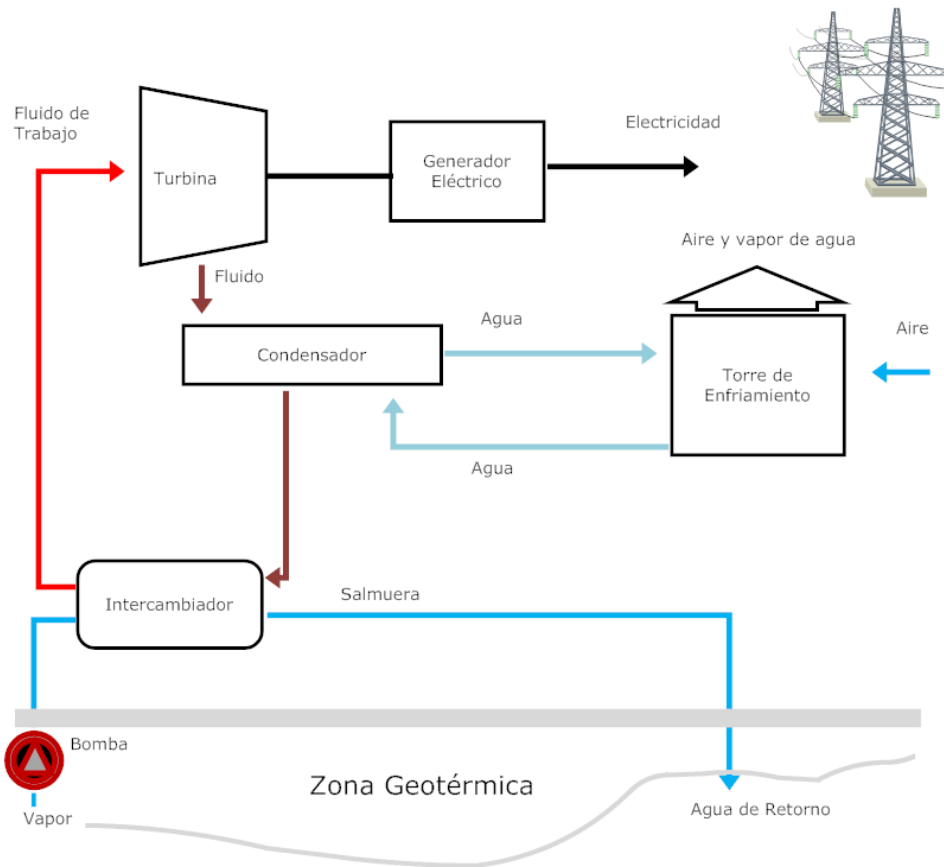 Fluido de
Trabajo
Turbina
Generador
Eléctrico
Electricidad
Fluido
Aire y vapor de agua
Condensador
Agua
Aire
Torre de
Enfriamiento
Agua
Intercambiador
Salmuera
Bomba
Zona Geotérmica
Vapor
Agua de Retorno